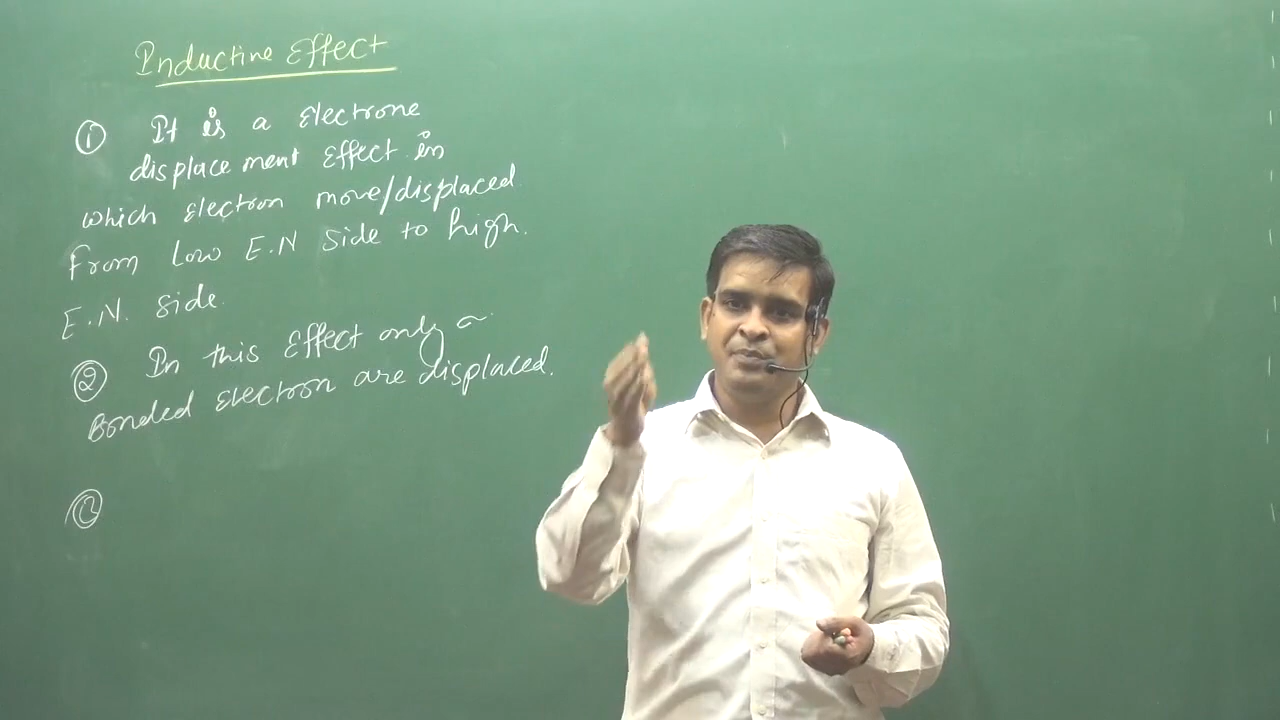 Inductive Effect
① It is a Electrone
displace ment Effect in
which Electron move/displaced
from Low E.N side to high.
E.N. side.
② In this Effect only σ
Bonded Electron are displaced.